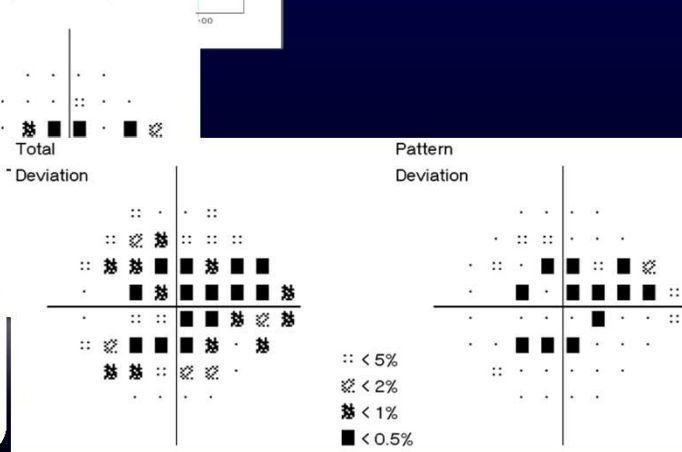 Total
Deviation
Pattern
Deviation
< 5%
< 2%
< 1%
< 0.5%